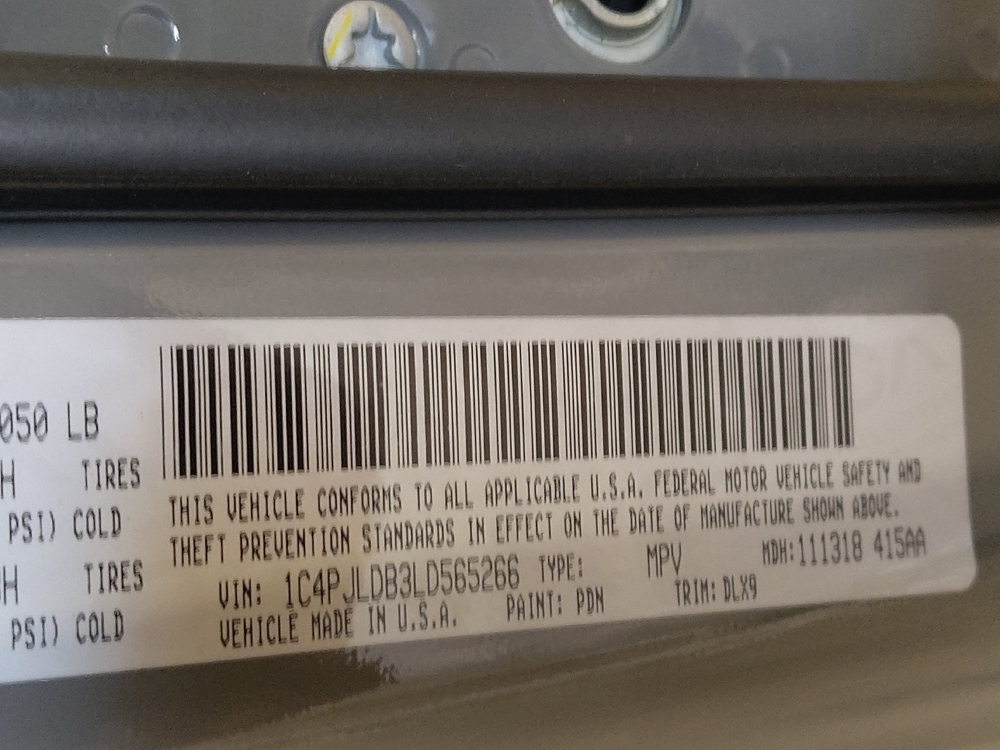 050 LB
H TIRES
PSI) COLD
H TIRES
PSI) COLD
THIS VEHICLE CONFORMS TO ALL APPLICABLE U.S.A. FEDERAL MOTOR VEHICLE SAFETY AND
THEFT PREVENTION STANDARDS IN EFFECT ON THE DATE OF MANUFACTURE SHOWN ABOVE.
VIN: 1C4PJLDB3LD565266 TYPE: MPV MDH:111318 415AA
VEHICLE MADE IN U.S.A. PAINT: PDN TRIM: DLX9